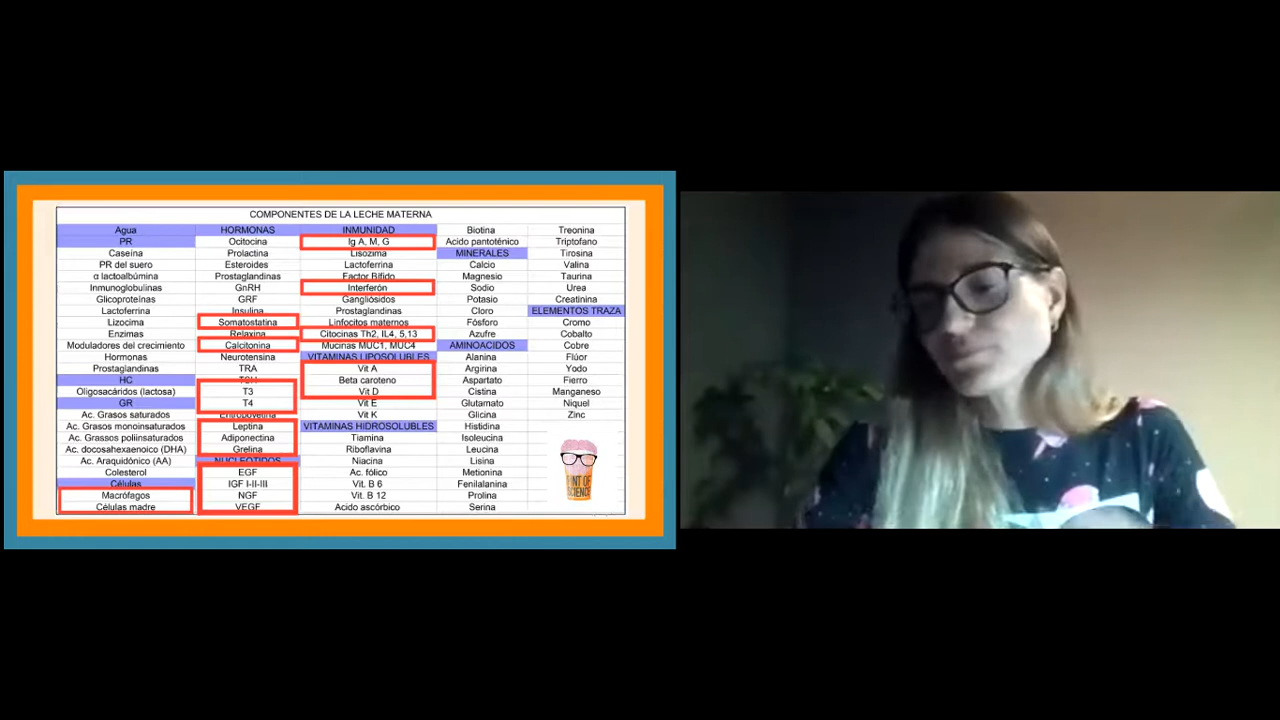 COMPONENTES DE LA LECHE MATERNA
Agua HORMONAS INMUNIDAD Biotina Treonina
PR Ocitocina Ig A, M, G Acido pantoténico Triptofano
Caseína Prolactina Lisozima MINERALES Tirosina
PR del suero Esteroides Lactoferrina Calcio Valina
α lactoalbúmina Prostaglandinas Factor Bífido Magnesio Taurina
Inmunoglobulinas GnRH Interferón Sodio Urea
Glicoproteínas GRF Gangliósidos Potasio Creatinina
Lactoferrina Insulina Prostaglandinas Cloro ELEMENTOS TRAZA
Lizocima Somatostatina Linfocitos maternos Fósforo Cromo
Enzimas Relaxina Citocinas Th2, IL4, 5,13 Azufre Cobalto
Moduladores del crecimiento Calcitonina Mucinas MUC1, MUC4 AMINOACIDOS Cobre
Hormonas Neurotensina VITAMINAS LIPOSOLUBLES Alanina Flúor
Prostaglandinas TRA Vit A Argirina Yodo
HC TSH Beta caroteno Aspartato Fierro
Oligosacáridos (lactosa) T3 Vit D Cistina Manganeso
GR T4 Vit E Glutamato Niquel
Ac. Grasos saturados Entropoyetina Vit K Glicina Zinc
Ac. Grasos monoinsaturados Leptina VITAMINAS HIDROSOLUBLES Histidina
Ac. Grassos poliinsaturados Adiponectina Tiamina Isoleucina
Ac. docosahexaenoico (DHA) Grelina Riboflavina Leucina
Ac. Araquidónico (AA) NUCLEOTIDOS Niacina Lisina
Colesterol EGF Ac. fólico Metionina
Células IGF I-II-III Vit. B 6 Fenilalanina
Macrófagos NGF Vit. B 12 Prolina
Células madre VEGF Acido ascórbico Serina
PINT OF
SCIENCE